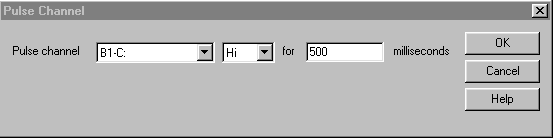 Pulse Channel
Pulse channel B1-C: Hi for 500 milliseconds
OK
Cancel
Help